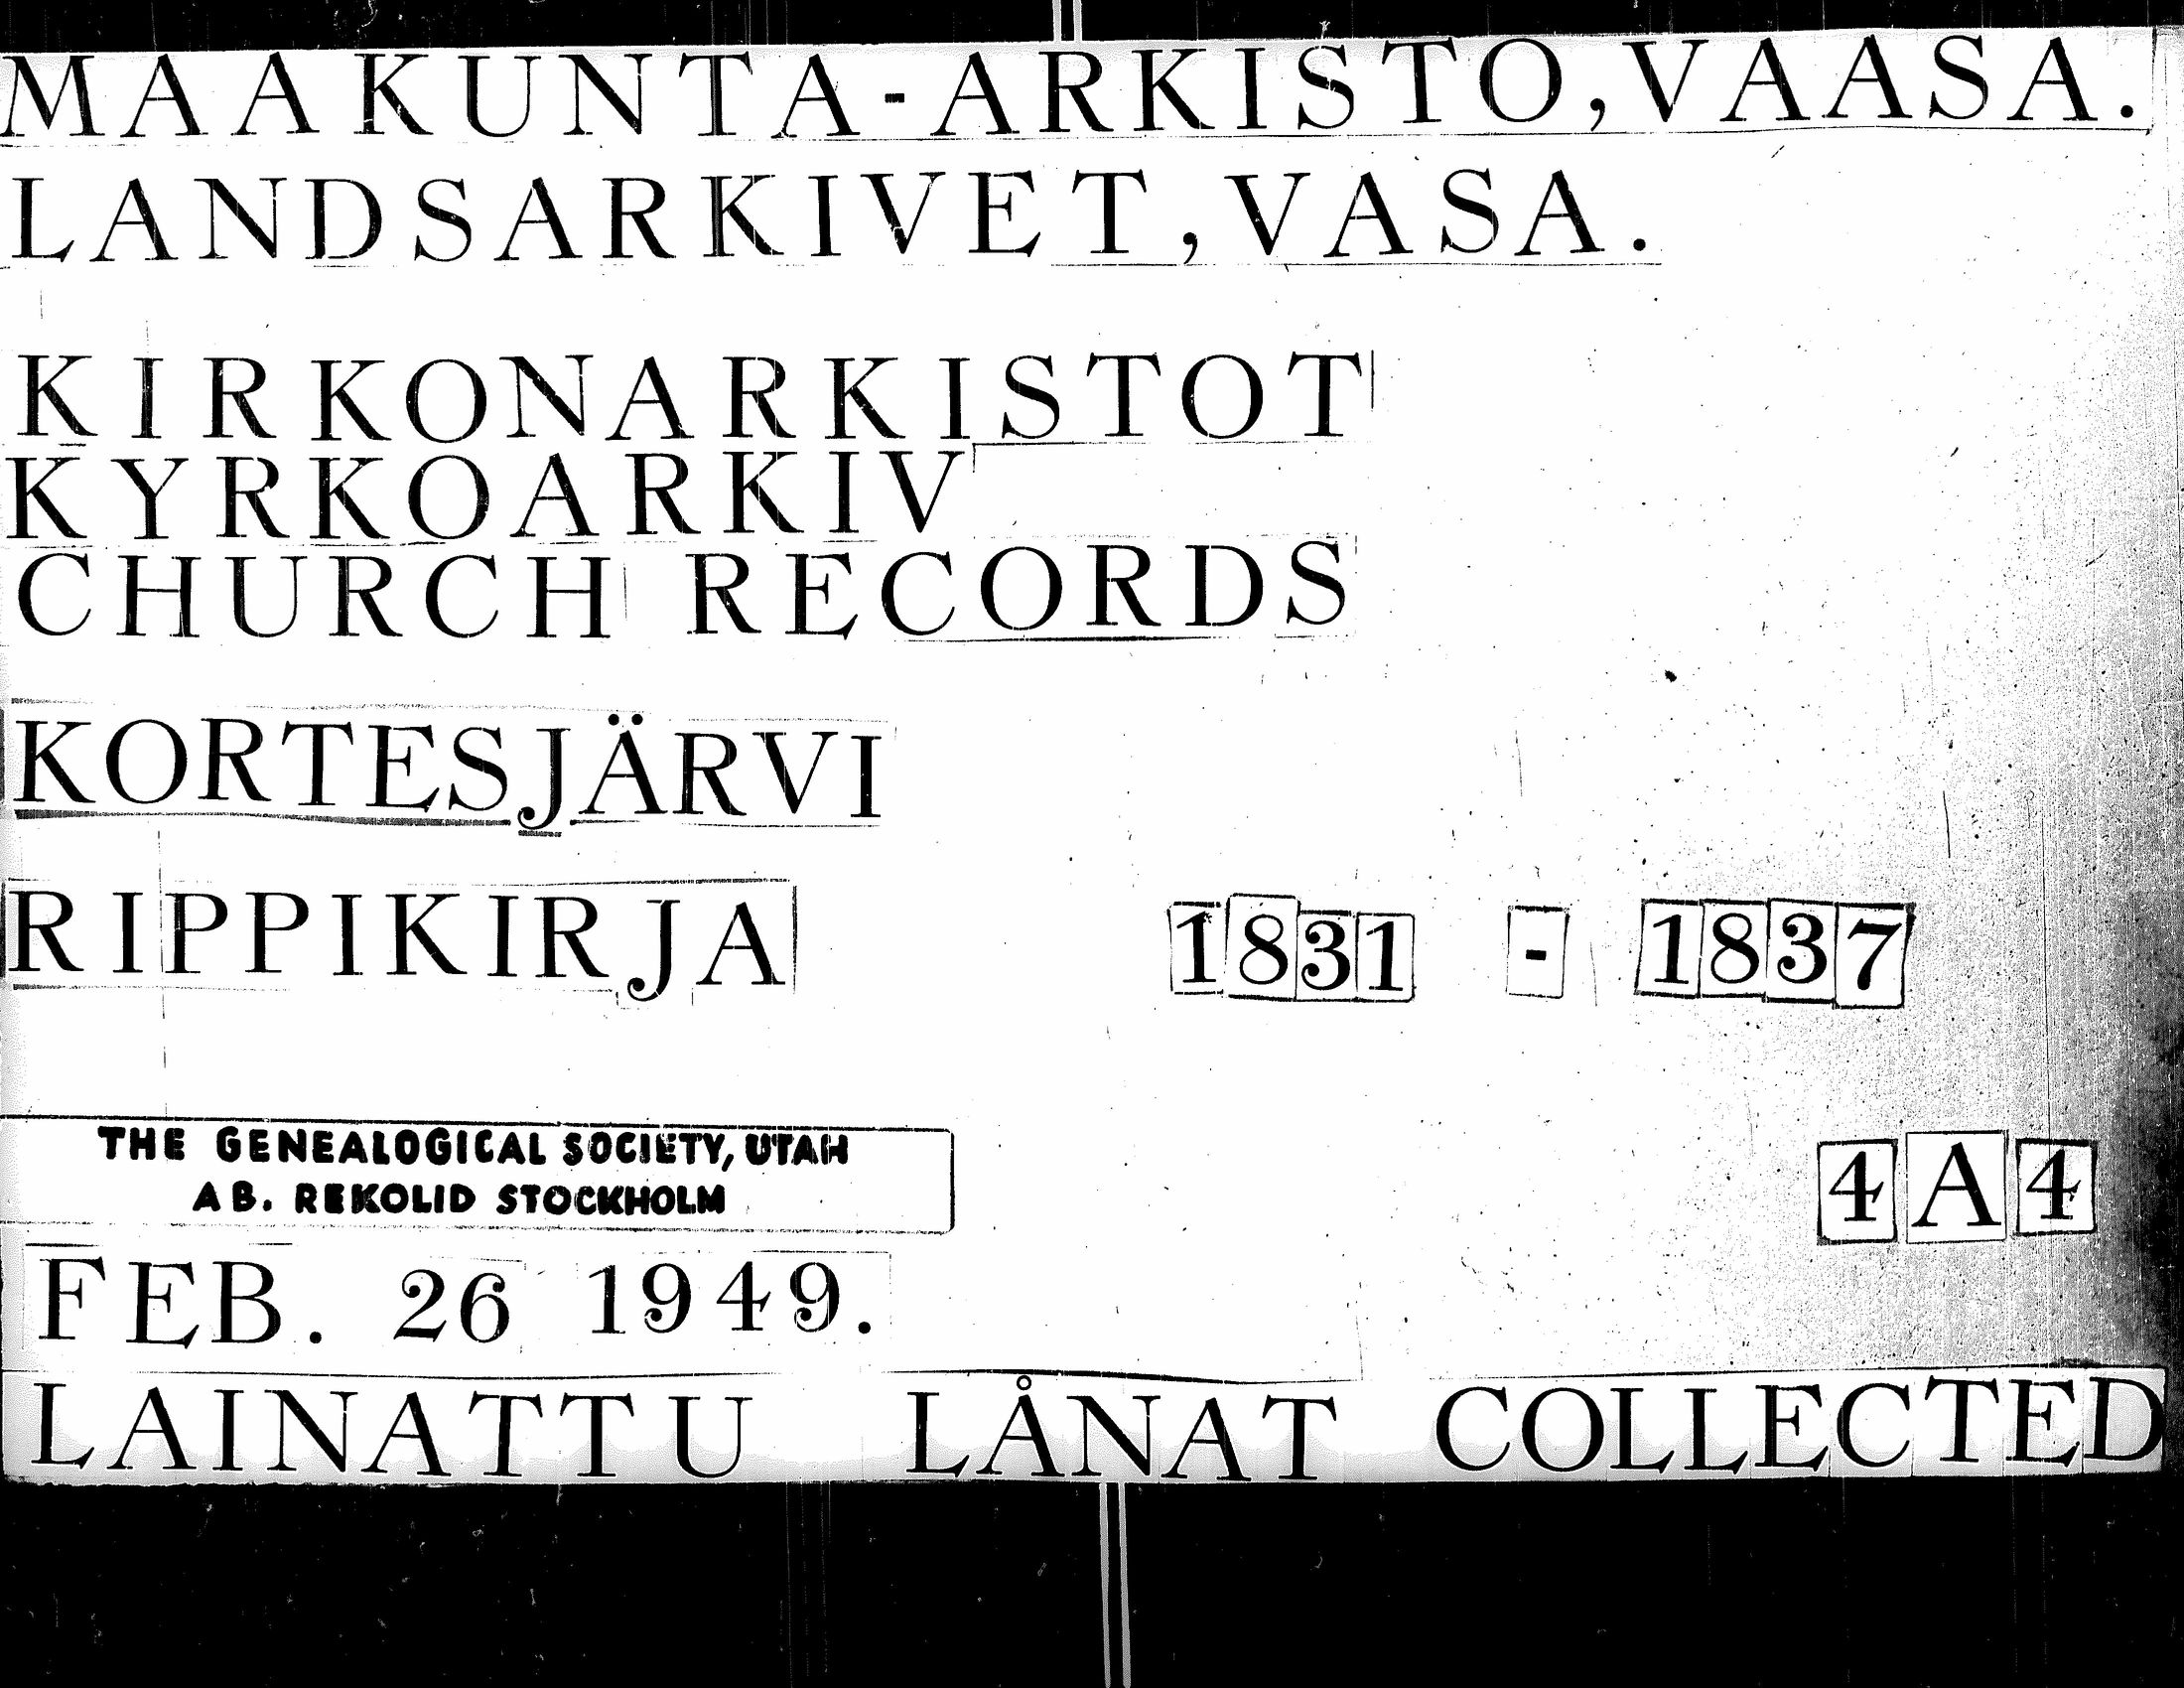 MAAKUNTA-ARKISTO, VAASA.
LANDSARKIVET, VASA.
KIRKONARKISTOT
KYRKOARKIV
CHURCH RECORDS
KORTESJÄRVI
RIPPIKIRJA 1831 - 1837
THE GENEALOGICAL SOCIETY, UTAH
AB. REKOLID STOCKHOLM
4A4
FEB. 26 1949.
LAINATTU LÅNAT COLLECTED